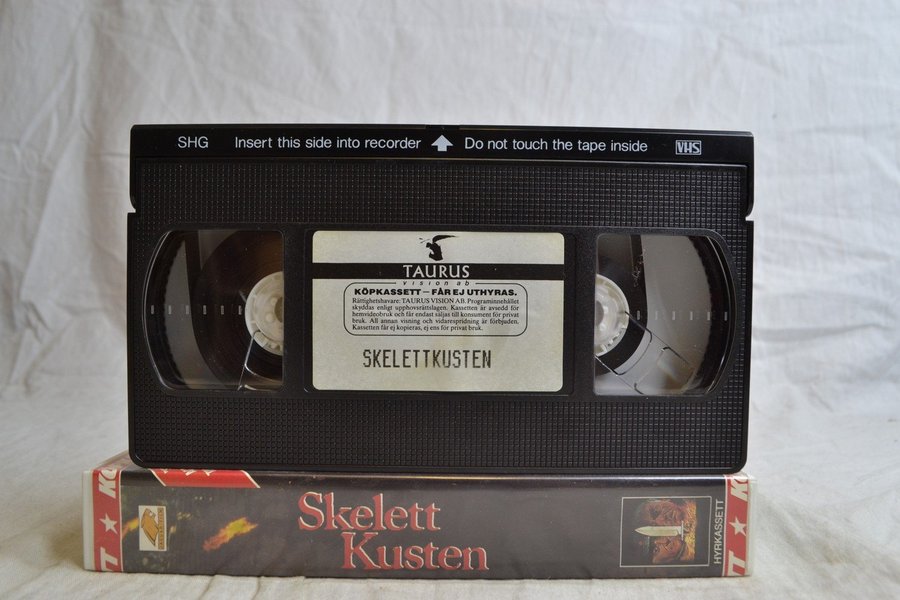 SHG Insert this side into recorder Do not touch the tape inside VHS
TAURUS
vision ab
KÖPKASSETT – FÅR EJ UTHYRAS.
Rättighetshavare: TAURUS VISION AB. Programinnehållet
skyddas enligt upphovsrättslagen. Kassetten är avsedd för
hemvideobruk och får endast säljas till konsument för privat
bruk. All annan visning och vidarespridning är förbjuden.
Kassetten får ej kopieras, ej ens för privat bruk.
SKELETTKUSTEN
Skelett
Kusten
HYRKASSETT